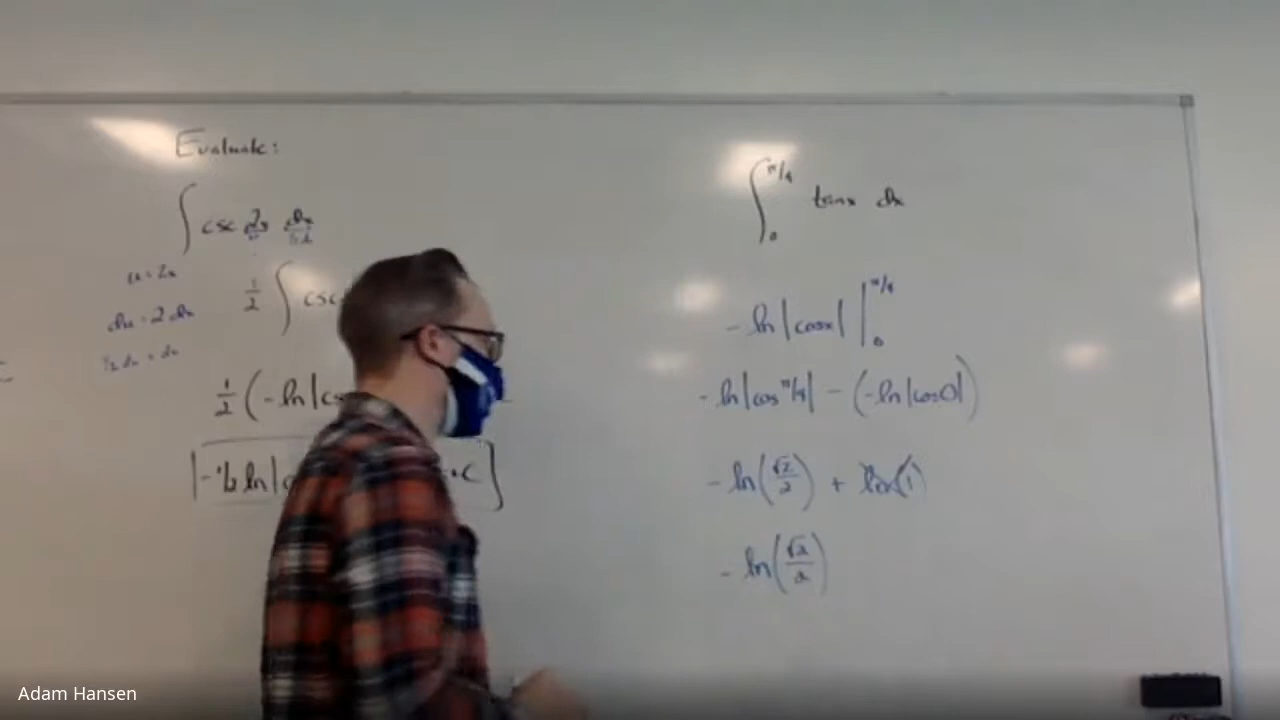 Evaluate:
∫ csc 2x dx
u = 2x
du = 2 dx
½ du = dx
1/2 ∫ csc
1/2 (-ln|cs
-½ ln|c +C
∫₀^π/4 tanx dx
-ln|cosx| |₀^π/4
-ln|cos π/4| - (-ln|cos0|)
-ln(√2/2) + ln(1)
-ln(√2/2)
Adam Hansen